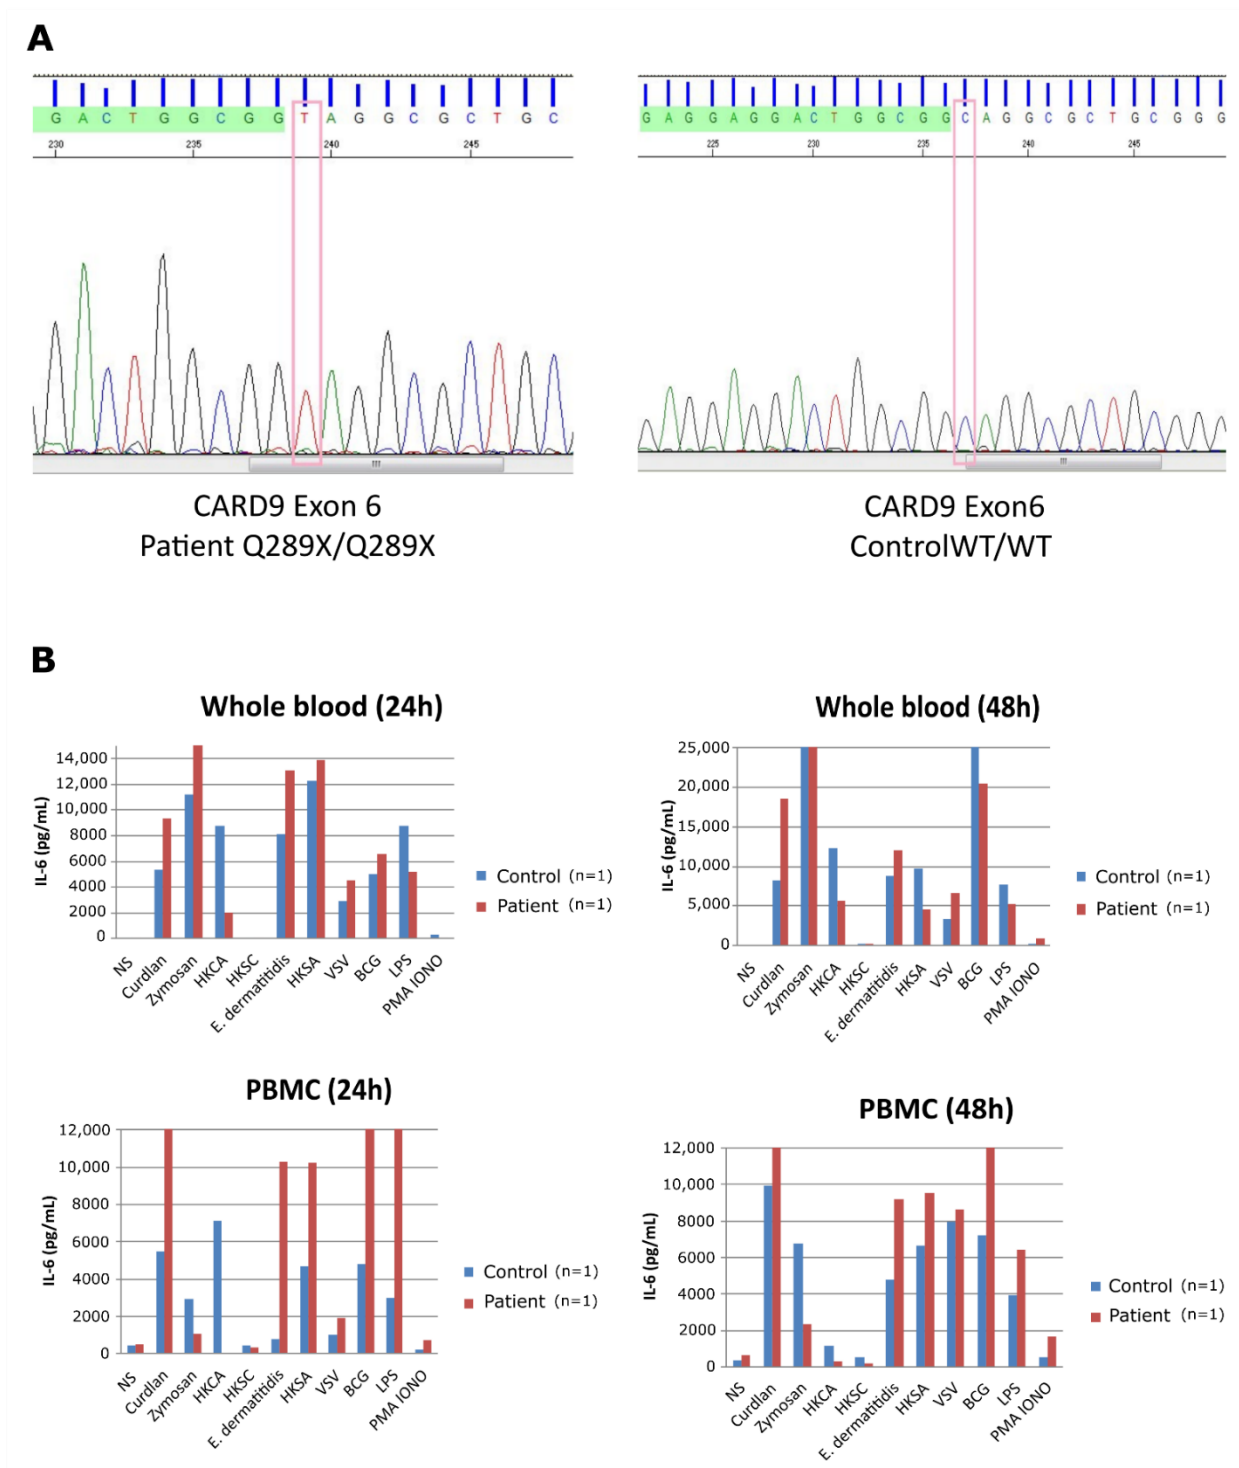 A
G A C T G G C G G T A G G C G C T G C
230 235 240 245
CARD9 Exon 6
Patient Q289X/Q289X
G A G G A G G A C T G G C G G C A G G C G C T G C G G G
225 230 235 240 245
CARD9 Exon6
ControlWT/WT
B
Whole blood (24h)
IL-6 (pg/mL)
14,000
12,000
10,000
8000
6000
4000
2000
0
NS
Curdlan
Zymosan
HKCA
HKSC
E. dermatitidis
HKSA
VSV
BCG
LPS
PMA IONO
Control (n=1)
Patient (n=1)
Whole blood (48h)
IL-6 (pg/mL)
25,000
20,000
15,000
10,000
5,000
0
NS
Curdlan
Zymosan
HKCA
HKSC
E. dermatitidis
HKSA
VSV
BCG
LPS
PMA IONO
Control (n=1)
Patient (n=1)
PBMC (24h)
IL-6 (pg/mL)
12,000
10,000
8000
6000
4000
2000
0
NS
Curdlan
Zymosan
HKCA
HKSC
E. dermatitidis
HKSA
VSV
BCG
LPS
PMA IONO
Control (n=1)
Patient (n=1)
PBMC (48h)
IL-6 (pg/mL)
12,000
10,000
8000
6000
4000
2000
0
NS
Curdlan
Zymosan
HKCA
HKSC
E. dermatitidis
HKSA
VSV
BCG
LPS
PMA IONO
Control (n=1)
Patient (n=1)